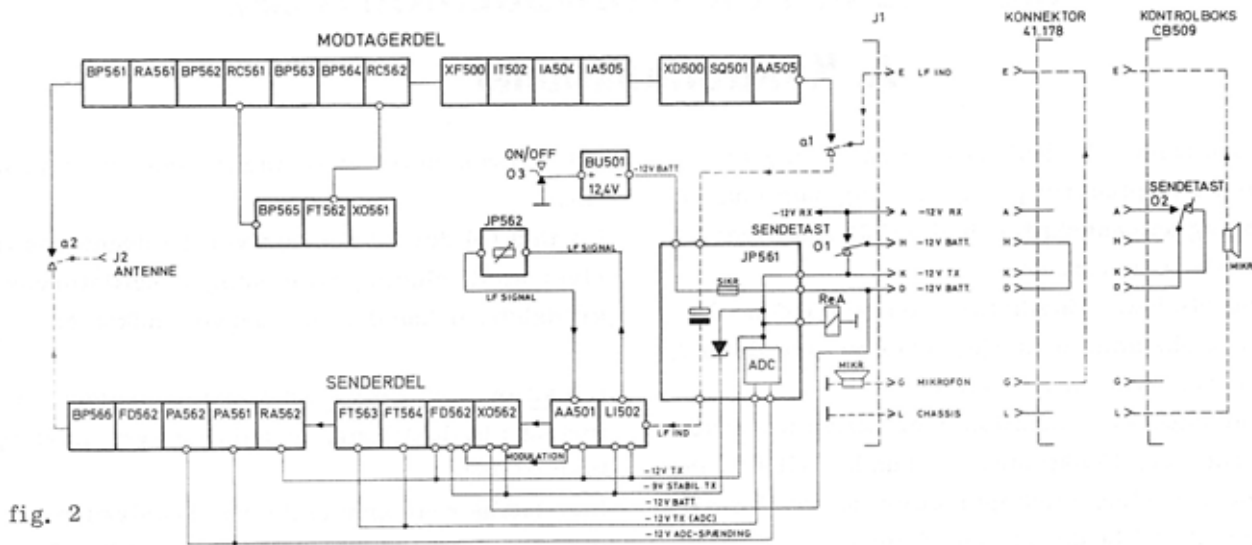 J1
KONNEKTOR
41.178
KONTROLBOKS
CB509
MODTAGERDEL
BP561 RA561 BP562 RC561 BP563 BP564 RC562
XF500 IT502 IA504 IA505
XD500 SQ501 AA505
E LF IND
E
E
a1
ON/OFF
O3
BU501
+ -
12,4V
-12V BATT
BP565 FT562 XO561
SENDETAST
O2
JP562
LF SIGNAL
LF SIGNAL
-12V RX
A -12V RX
A
A
SENDETAST
O1
H -12V BATT.
H
H
JP561
K -12V TX
K
K
SIKR
D -12V BATT.
D
D
MIKR
a2
J2
ANTENNE
ReA
ADC
MIKR
G MIKROFON
G
G
L CHASSIS
L
L
SENDERDEL
BP566 FD562 PA562 PA561 RA562
FT563 FT564 FD562 XO562
AA501 LI502
LF IND
MODULATION
-12V TX
-9V STABIL TX
-12V BATT
-12V TX (ADC)
-12V ADC-SPÆNDING
fig. 2